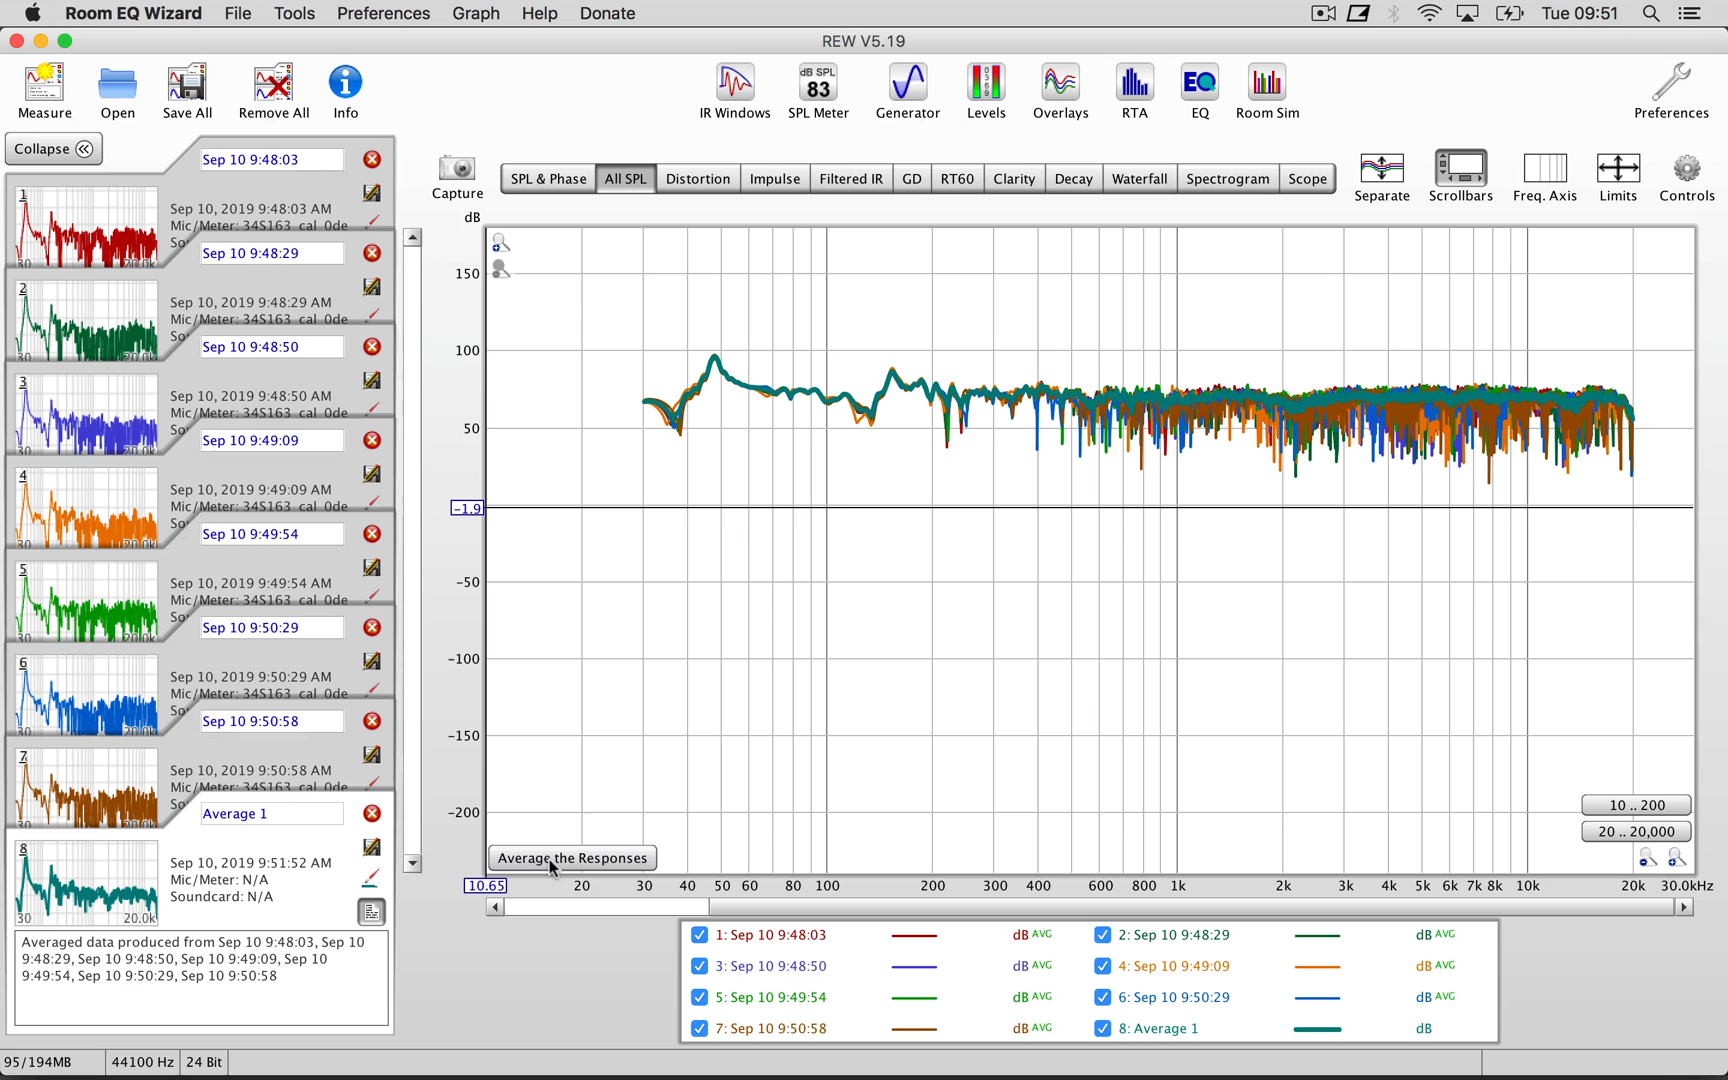 Room EQ Wizard File Tools Preferences Graph Help Donate Tue 09:51
REW V5.19
Measure Open Save All Remove All Info
dB SPL
83
EQ
IR Windows SPL Meter Generator Levels Overlays RTA EQ Room Sim Preferences
Collapse
Capture
SPL & Phase All SPL Distortion Impulse Filtered IR GD RT60 Clarity Decay Waterfall Spectrogram Scope
Separate Scrollbars Freq. Axis Limits Controls
Sep 10 9:48:03
1
Sep 10, 2019 9:48:03 AM
Mic/Meter: 34S163_cal_0de
Sep 10 9:48:29
2
Sep 10, 2019 9:48:29 AM
Mic/Meter: 34S163_cal_0de
Sep 10 9:48:50
3
Sep 10, 2019 9:48:50 AM
Mic/Meter: 34S163_cal_0de
Sep 10 9:49:09
4
Sep 10, 2019 9:49:09 AM
Mic/Meter: 34S163_cal_0de
Sep 10 9:49:54
5
Sep 10, 2019 9:49:54 AM
Mic/Meter: 34S163_cal_0de
Sep 10 9:50:29
6
Sep 10, 2019 9:50:29 AM
Mic/Meter: 34S163_cal_0de
Sep 10 9:50:58
7
Sep 10, 2019 9:50:58 AM
Mic/Meter: 34S163_cal_0de
Average 1
8
Sep 10, 2019 9:51:52 AM
Mic/Meter: N/A
Soundcard: N/A
30 20.0k
Averaged data produced from Sep 10 9:48:03, Sep 10
9:48:29, Sep 10 9:48:50, Sep 10 9:49:09, Sep 10
9:49:54, Sep 10 9:50:29, Sep 10 9:50:58
dB
150
100
50
-1.9
-50
-100
-150
-200
10 .. 200
20 .. 20,000
Average the Responses
10.65 20 30 40 50 60 80 100 200 300 400 600 800 1k 2k 3k 4k 5k 6k 7k 8k 10k 20k 30.0kHz
1: Sep 10 9:48:03 dB AVG 2: Sep 10 9:48:29 dB AVG
3: Sep 10 9:48:50 dB AVG 4: Sep 10 9:49:09 dB AVG
5: Sep 10 9:49:54 dB AVG 6: Sep 10 9:50:29 dB AVG
7: Sep 10 9:50:58 dB AVG 8: Average 1 dB
95/194MB 44100 Hz 24 Bit